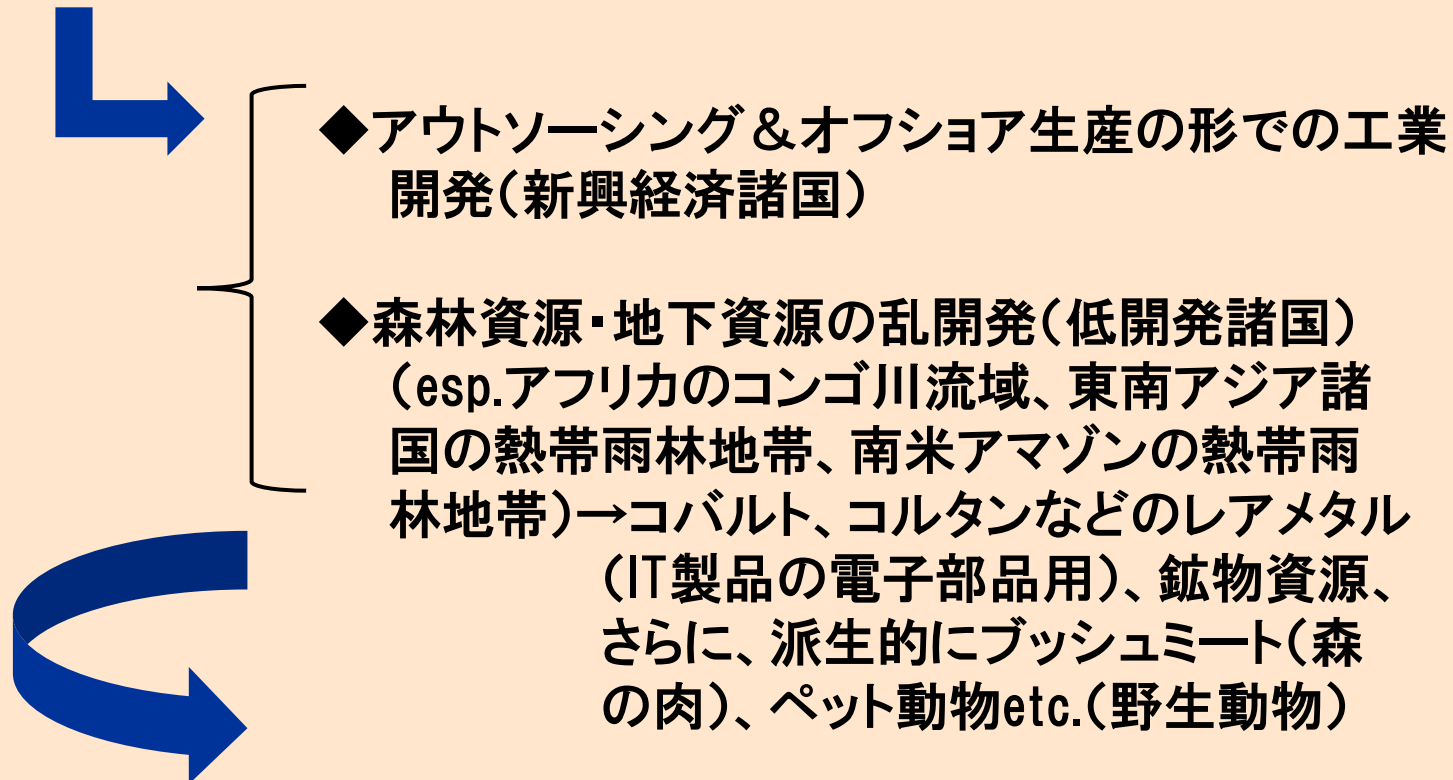 ◆アウトソーシング&オフショア生産の形での工業
開発(新興経済諸国)
◆森林資源・地下資源の乱開発(低開発諸国)
(esp.アフリカのコンゴ川流域、東南アジア諸
国の熱帯雨林地帯、南米アマゾンの熱帯雨
林地帯)→コバルト、コルタンなどのレアメタル
(IT製品の電子部品用)、鉱物資源、
さらに、派生的にブッシュミート(森
の肉)、ペット動物etc.(野生動物)